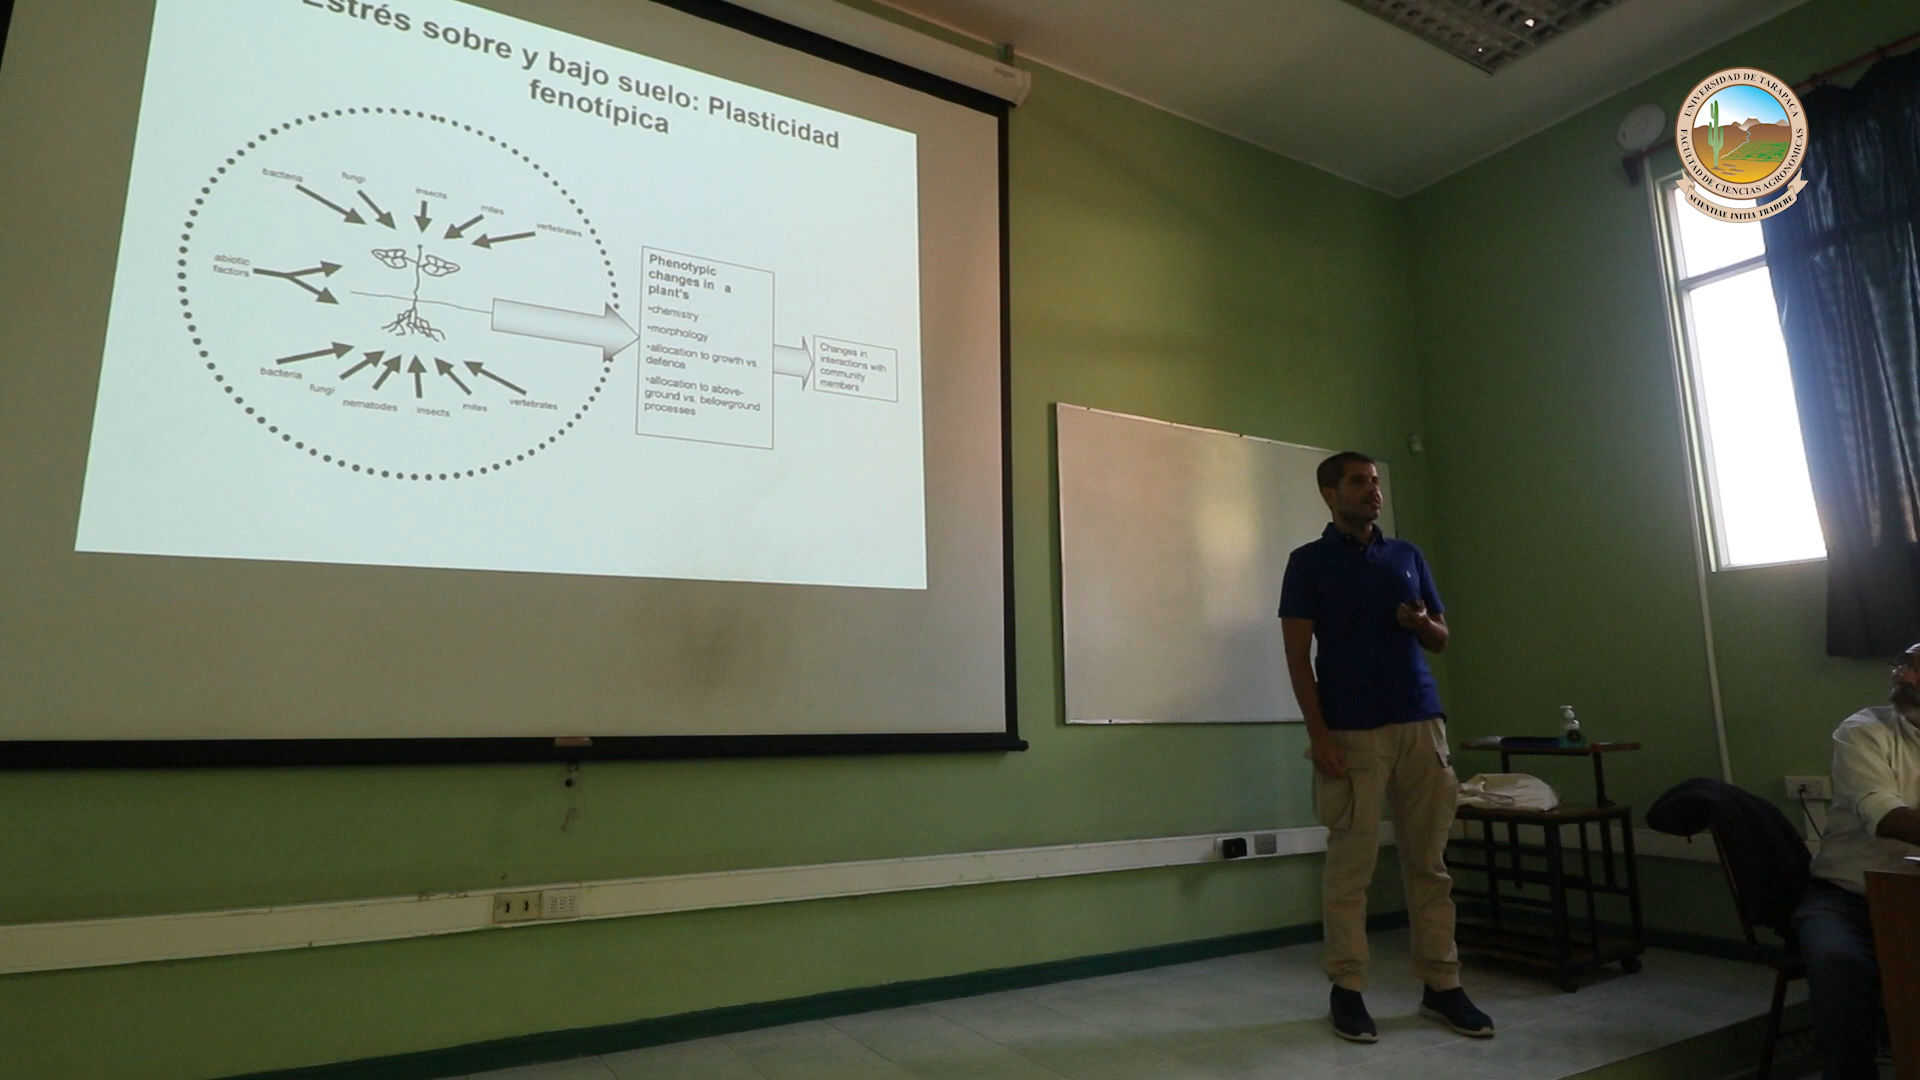 Estrés sobre y bajo suelo: Plasticidad
fenotípica
bacteria
fungi
insects
mites
vertebrates
abiotic
factors
bacteria
fungi
nematodes
insects
mites
vertebrates
Phenotypic
changes in a
plant's
•chemistry
•morphology
•allocation to growth vs.
defence
•allocation to above-
ground vs. belowground
processes
Changes in
interactions with
community
members
UNIVERSIDAD DE TARAPACA
FACULTAD DE CIENCIAS AGRONOMICAS
SCIENTIAE INITIA TRADERE